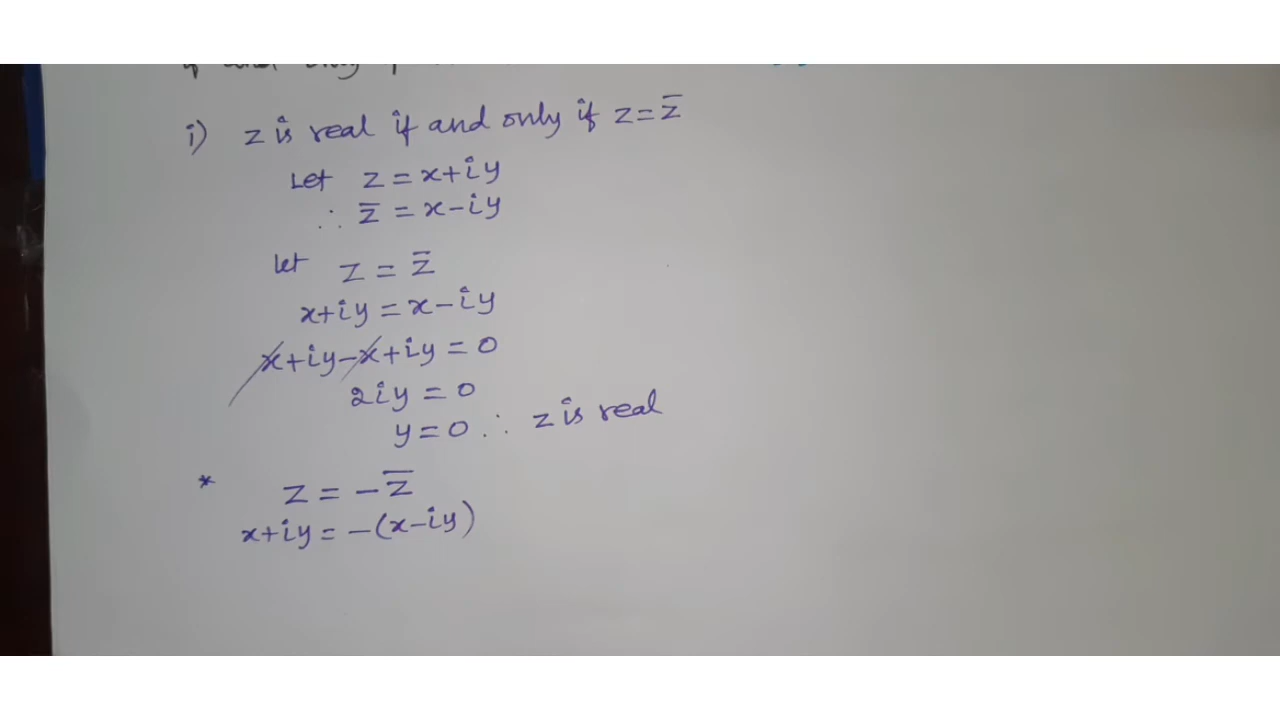 i) z is real if and only if z = z̅
Let z = x+iy
∴ z̅ = x-iy
let z = z̅
x+iy = x-iy
x+iy-x+iy = 0
2iy = 0
y = 0 ∴ z is real
* z = -z̅
x+iy = -(x-iy)